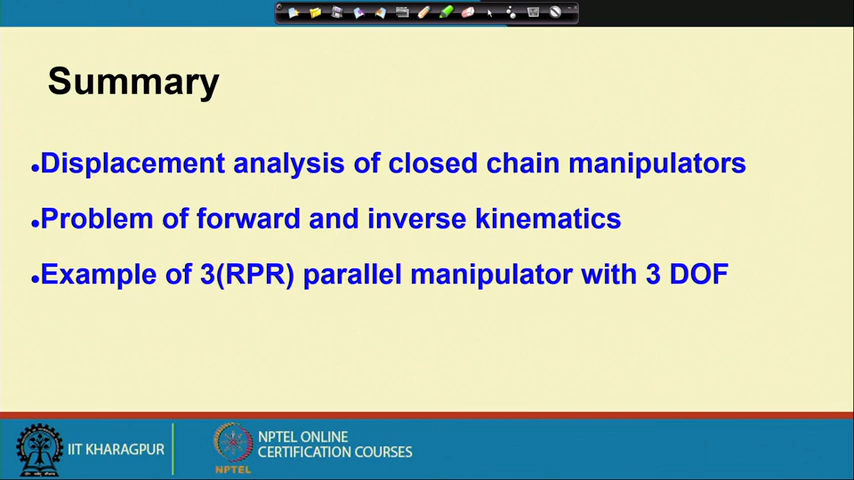 Summary
•Displacement analysis of closed chain manipulators
•Problem of forward and inverse kinematics
•Example of 3(RPR) parallel manipulator with 3 DOF
IIT KHARAGPUR
NPTEL
NPTEL ONLINE
CERTIFICATION COURSES